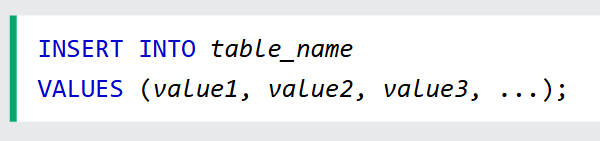 INSERT INTO table_name
VALUES (value1, value2, value3, ...);